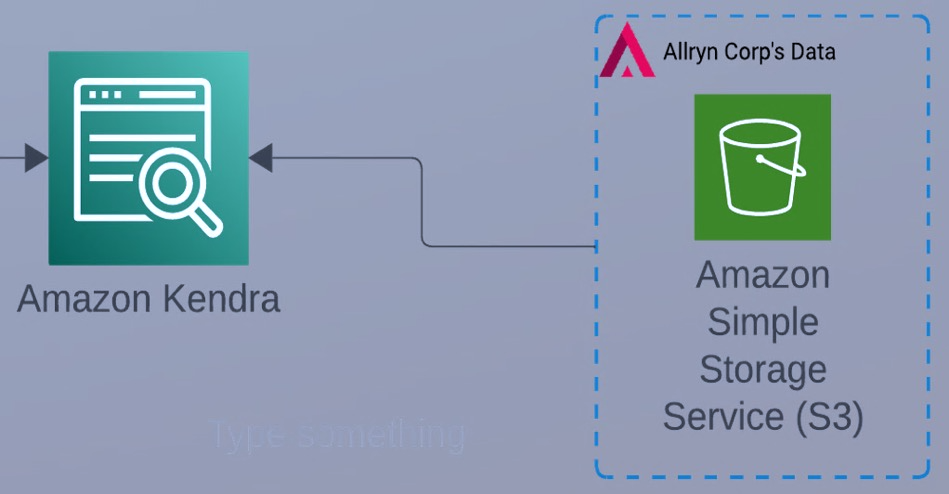 Allryn Corp's Data
Amazon Kendra
Amazon
Simple
Storage
Service (S3)
Type something